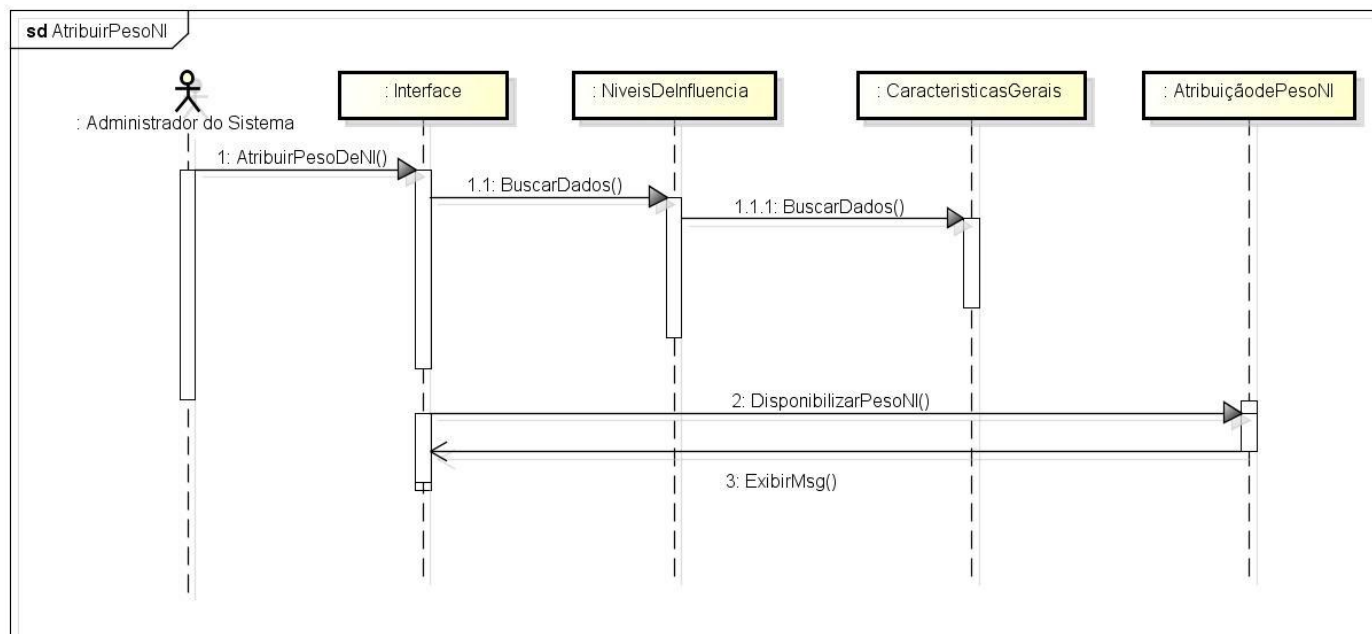 sd AtribuirPesoNI
: Administrador do Sistema
: Interface
: NiveisDeInfluencia
: CaracteristicasGerais
: AtribuiçãodePesoNI
1: AtribuirPesoDeNI()
1.1: BuscarDados()
1.1.1: BuscarDados()
2: DisponibilizarPesoNI()
3: ExibirMsg()